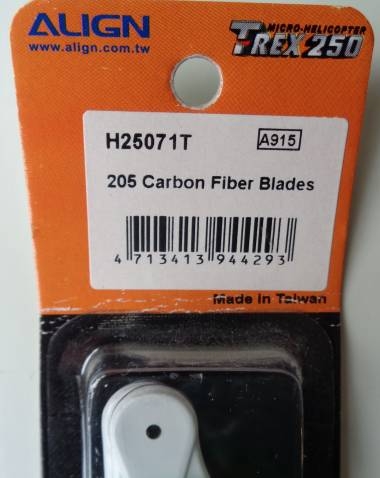 ALIGN
www.align.com.tw
MICRO-HELICOPTER
T-REX 250
H25071T
A915
205 Carbon Fiber Blades
4 713413 944293
Made in Taiwan